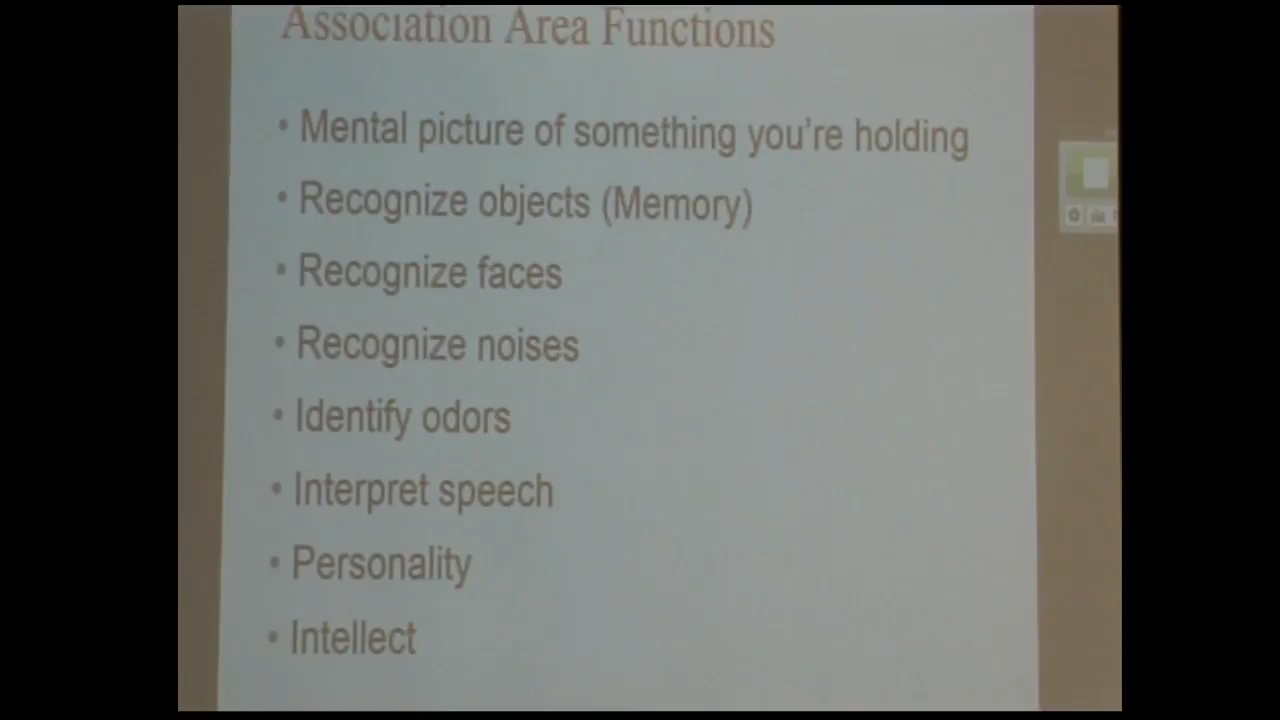 Association Area Functions
• Mental picture of something you're holding
• Recognize objects (Memory)
• Recognize faces
• Recognize noises
• Identify odors
• Interpret speech
• Personality
• Intellect